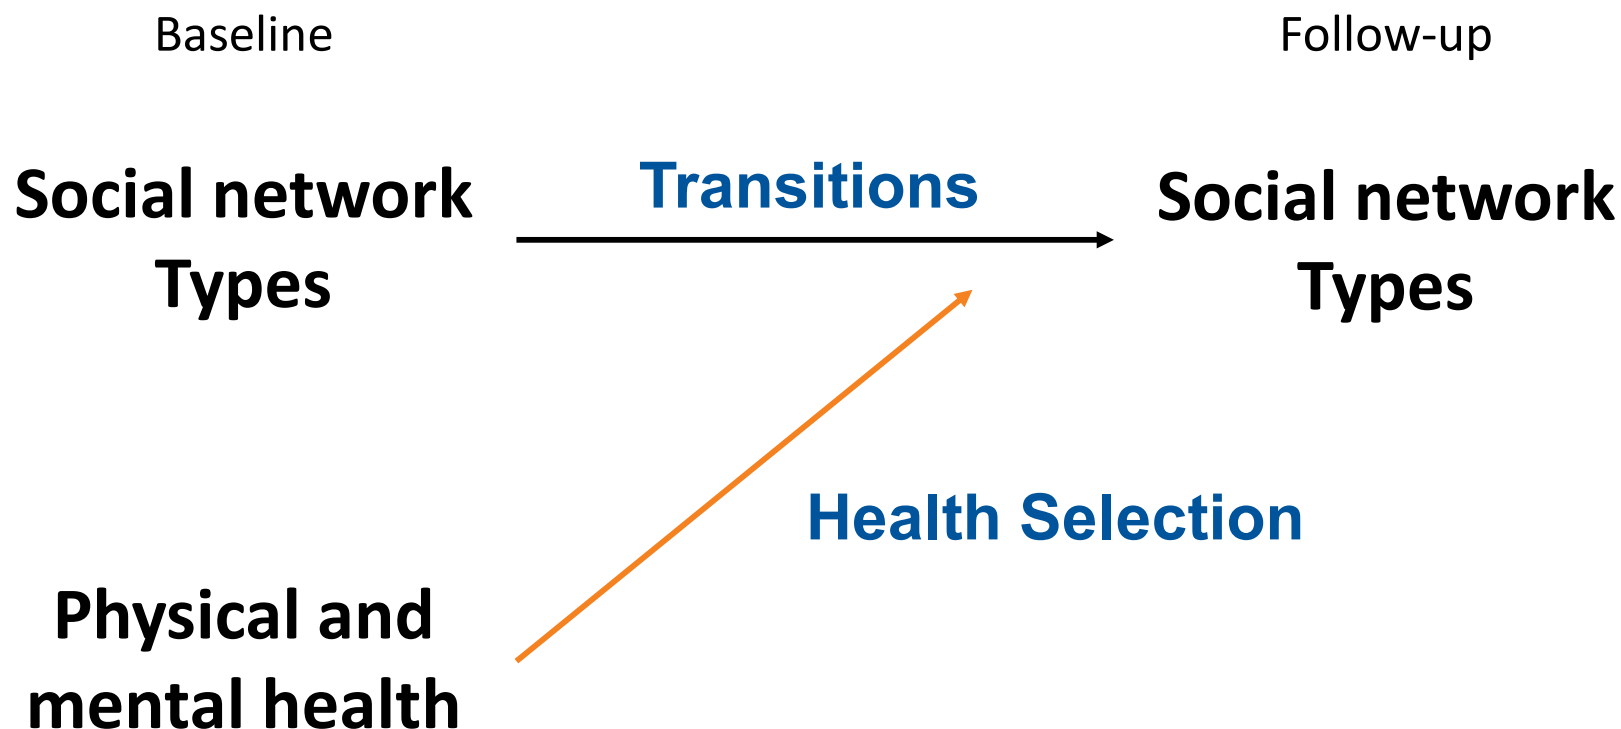 Baseline
Follow-up
Social network
Types
Transitions
Social network
Types
Health Selection
Physical and
mental health